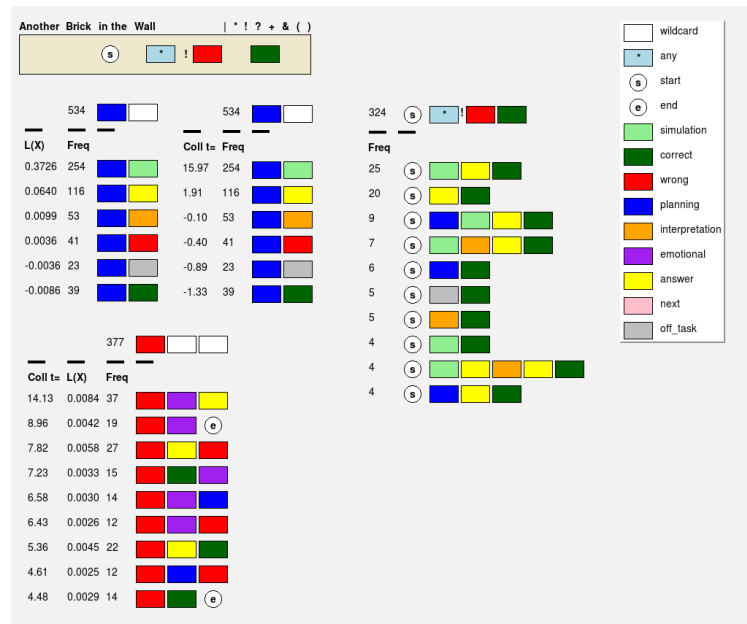 Another Brick in the Wall | * ! ? + & ( )
s * !
534
L(X) Freq
0.3726 254
0.0640 116
0.0099 53
0.0036 41
-0.0036 23
-0.0086 39
534
Coll t= Freq
15.97 254
1.91 116
-0.10 53
-0.40 41
-0.89 23
-1.33 39
377
Coll t= L(X) Freq
14.13 0.0084 37
8.96 0.0042 19 e
7.82 0.0058 27
7.23 0.0033 15
6.58 0.0030 14
6.43 0.0026 12
5.36 0.0045 22
4.61 0.0025 12
4.48 0.0029 14 e
324 s * !
Freq
25 s
20 s
9 s
7 s
6 s
5 s
5 s
4 s
4 s
4 s
wildcard
* any
s start
e end
simulation
correct
wrong
planning
interpretation
emotional
answer
next
off_task